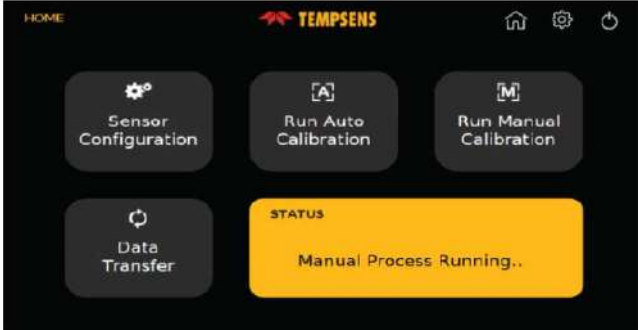 HOME
TEMPSENS
[A]
[M]
Sensor
Configuration
Run Auto
Calibration
Run Manual
Calibration
Data
Transfer
STATUS
Manual Process Running..